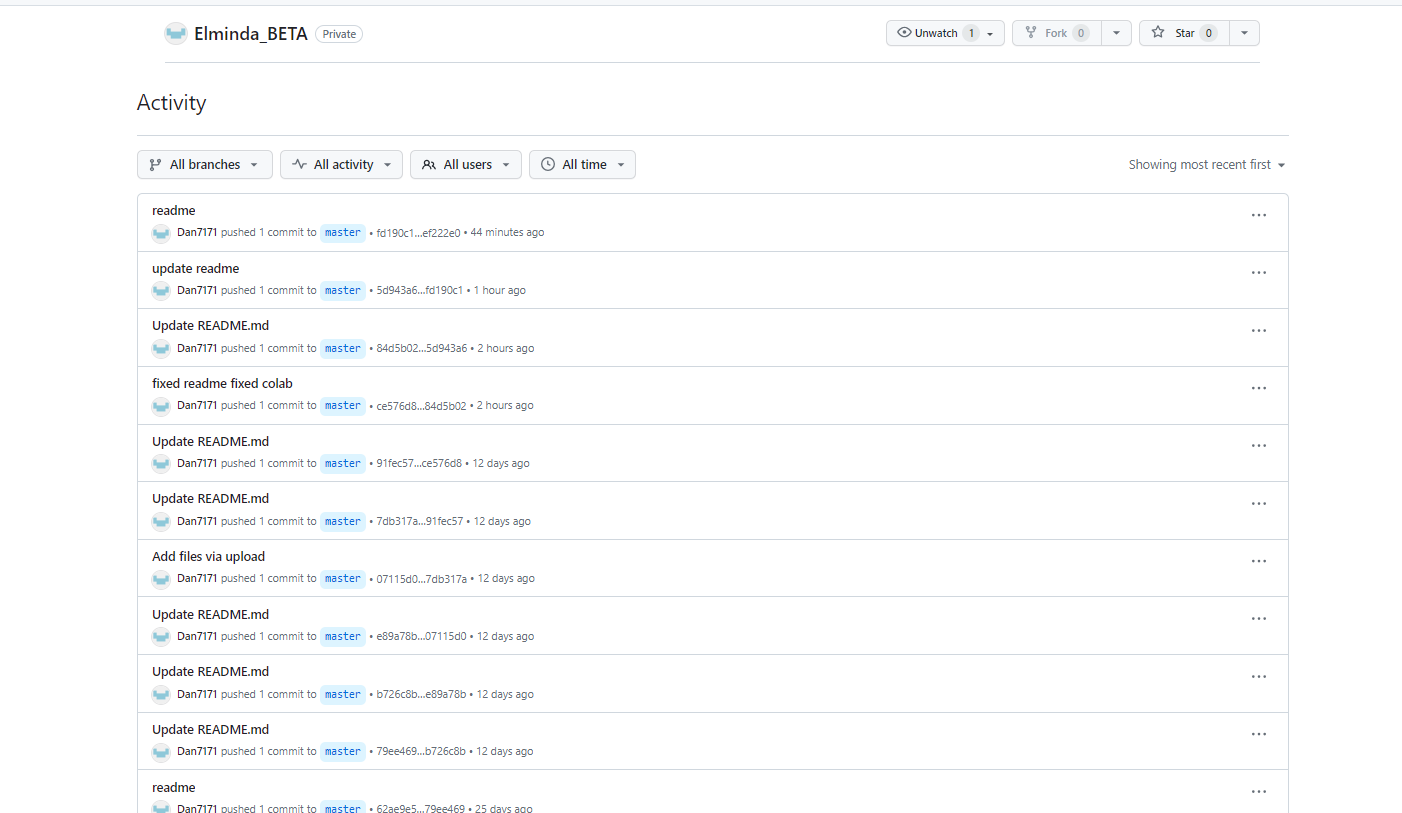 Elminda_BETA Private Unwatch 1 Fork 0 Star 0
Activity
All branches All activity All users All time Showing most recent first
readme
Dan7171 pushed 1 commit to master • fd190c1...ef222e0 • 44 minutes ago
update readme
Dan7171 pushed 1 commit to master • 5d943a6...fd190c1 • 1 hour ago
Update README.md
Dan7171 pushed 1 commit to master • 84d5b02...5d943a6 • 2 hours ago
fixed readme fixed colab
Dan7171 pushed 1 commit to master • ce576d8...84d5b02 • 2 hours ago
Update README.md
Dan7171 pushed 1 commit to master • 91fec57...ce576d8 • 12 days ago
Update README.md
Dan7171 pushed 1 commit to master • 7db317a...91fec57 • 12 days ago
Add files via upload
Dan7171 pushed 1 commit to master • 07115d0...7db317a • 12 days ago
Update README.md
Dan7171 pushed 1 commit to master • e89a78b...07115d0 • 12 days ago
Update README.md
Dan7171 pushed 1 commit to master • b726c8b...e89a78b • 12 days ago
Update README.md
Dan7171 pushed 1 commit to master • 79ee469...b726c8b • 12 days ago
readme
Dan7171 pushed 1 commit to master • 62ae9e5...79ee469 • 25 days ago